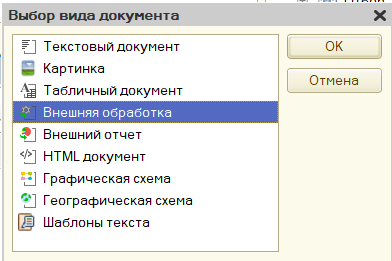 Выбор вида документа
Текстовый документ
Картинка
Табличный документ
Внешняя обработка
Внешний отчет
HTML документ
Графическая схема
Географическая схема
Шаблоны текста
OK
Отмена